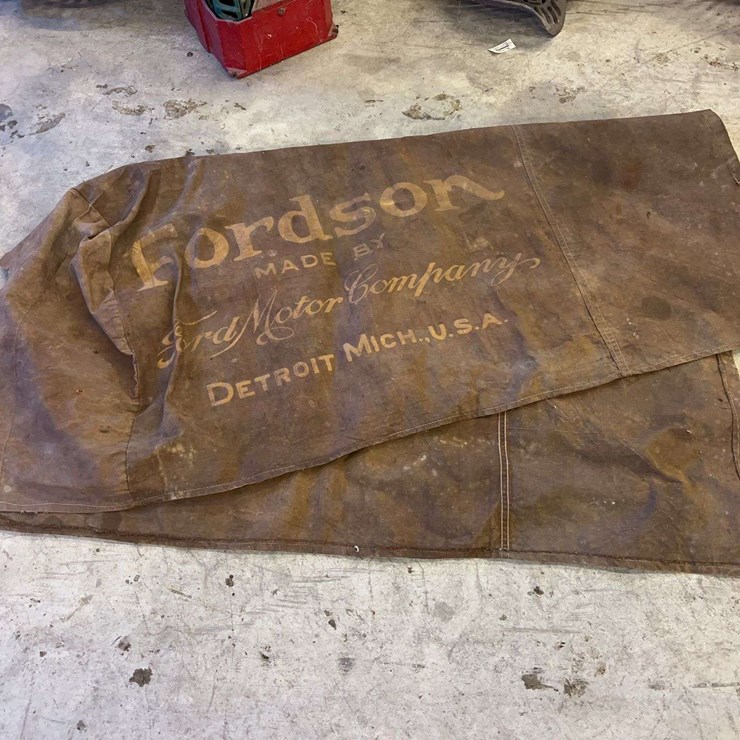 Fordson
MADE BY
Ford Motor Company
DETROIT MICH., U.S.A.